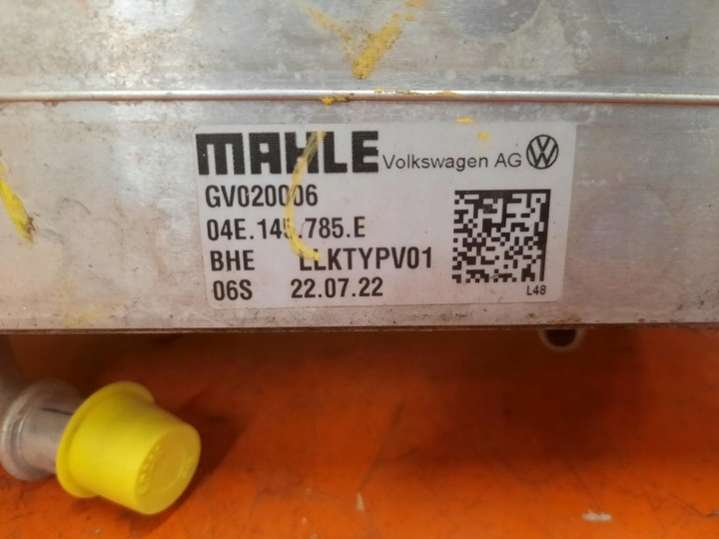 MAHLE Volkswagen AG
GV020006
04E.145.785.E
BHE LLKTYPV01
06S 22.07.22
L48